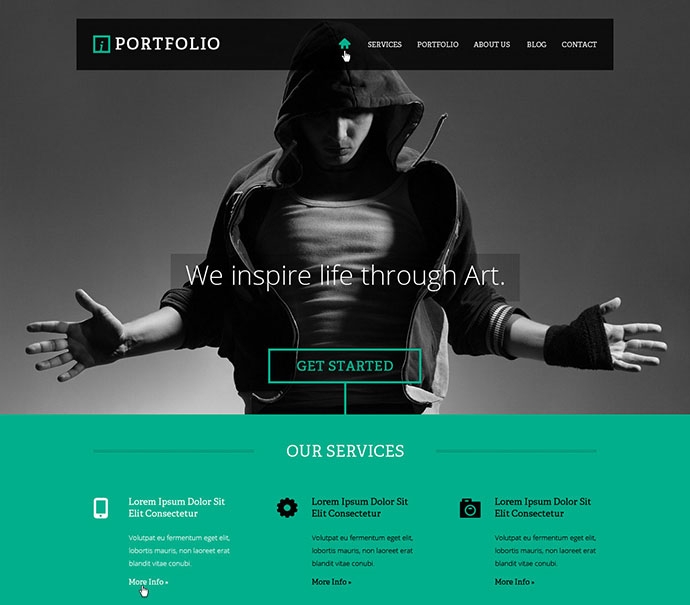 i PORTFOLIO
SERVICES PORTFOLIO ABOUT US BLOG CONTACT
We inspire life through Art.
GET STARTED
OUR SERVICES
Lorem Ipsum Dolor Sit
Elit Consectetur
Volutpat eu fermentum eget elit,
lobortis mauris, non laoreet erat
blandit vitae conubi.
More Info »
Lorem Ipsum Dolor Sit
Elit Consectetur
Volutpat eu fermentum eget elit,
lobortis mauris, non laoreet erat
blandit vitae conubi.
More Info »
Lorem Ipsum Dolor Sit
Elit Consectetur
Volutpat eu fermentum eget elit,
lobortis mauris, non laoreet erat
blandit vitae conubi.
More Info »